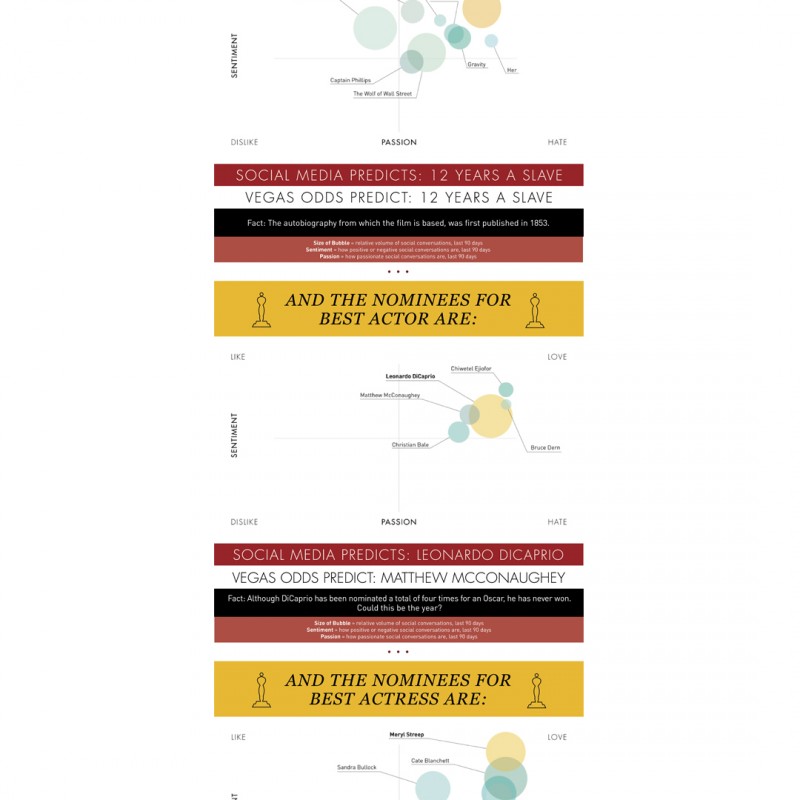 SENTIMENT
Gravity
Her
Captain Phillips
The Wolf of Wall Street
DISLIKE
PASSION
HATE
SOCIAL MEDIA PREDICTS: 12 YEARS A SLAVE
VEGAS ODDS PREDICT: 12 YEARS A SLAVE
Fact: The autobiography from which the film is based, was first published in 1853.
Size of Bubble = relative volume of social conversations, last 90 days
Sentiment = how positive or negative social conversations are, last 90 days
Passion = how passionate social conversations are, last 90 days
AND THE NOMINEES FOR
BEST ACTOR ARE:
LIKE
LOVE
Chiwetel Ejiofor
Leonardo DiCaprio
Matthew McConaughey
SENTIMENT
Christian Bale
Bruce Dern
DISLIKE
PASSION
HATE
SOCIAL MEDIA PREDICTS: LEONARDO DICAPRIO
VEGAS ODDS PREDICT: MATTHEW MCCONAUGHEY
Fact: Although DiCaprio has been nominated a total of four times for an Oscar, he has never won.
Could this be the year?
Size of Bubble = relative volume of social conversations, last 90 days
Sentiment = how positive or negative social conversations are, last 90 days
Passion = how passionate social conversations are, last 90 days
AND THE NOMINEES FOR
BEST ACTRESS ARE:
LIKE
Meryl Streep
LOVE
Cate Blanchett
Sandra Bullock